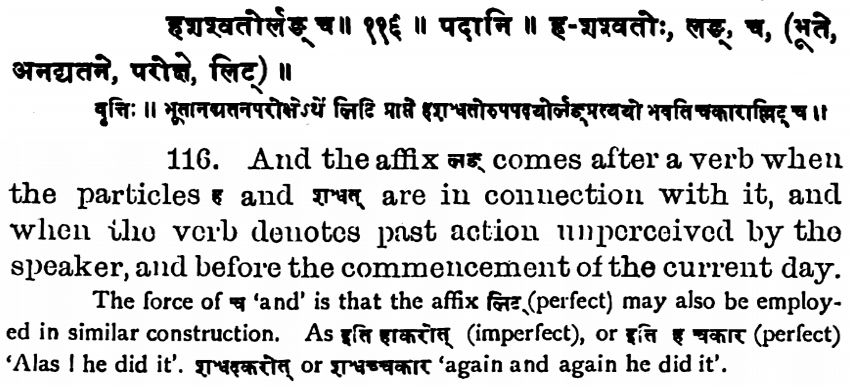 हशश्वतोर्लङ् च॥ ११६ ॥ पदानि ॥ ह-शश्वतोः, लङ्, च, (भूते,
अनद्यतने, परोक्षे, लिट्) ॥
वृत्तिः ॥ भूतानद्यतनपरोक्षेऽर्थे लिटि प्राप्ते हशश्वतोरुपपदयोर्लङ्प्रत्ययो भवति चकाराल्लिट् च ॥
116. And the affix लङ् comes after a verb when
the particles ह and शश्वत् are in connection with it, and
when the verb denotes past action unperceived by the
speaker, and before the commencement of the current day.
The force of च 'and' is that the affix लिट् (perfect) may also be employ-
ed in similar construction. As इति हाकरोत् (imperfect), or इति ह चकार (perfect)
'Alas ! he did it'. शश्वदकरोत् or शश्वच्चकार 'again and again he did it'.